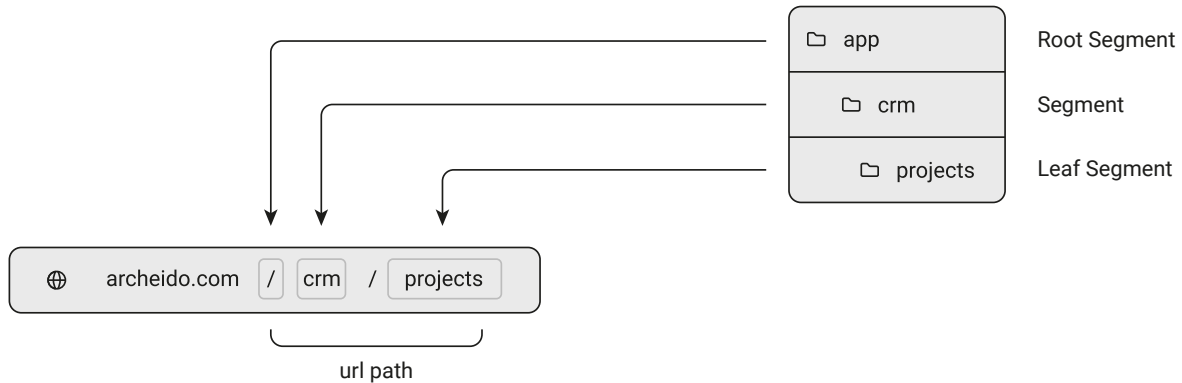 app
Root Segment
crm
Segment
projects
Leaf Segment
archeido.com / crm / projects
url path